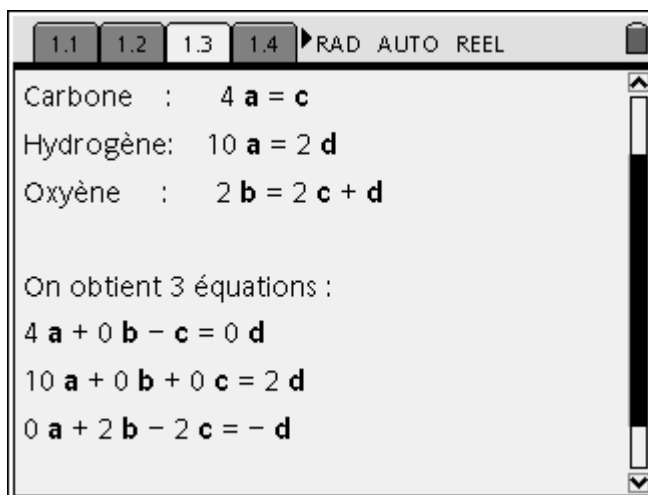 1.1 1.2 1.3 1.4 RAD AUTO REEL
Carbone : 4 a = c
Hydrogène: 10 a = 2 d
Oxyène : 2 b = 2 c + d
On obtient 3 équations :
4 a + 0 b − c = 0 d
10 a + 0 b + 0 c = 2 d
0 a + 2 b − 2 c = − d